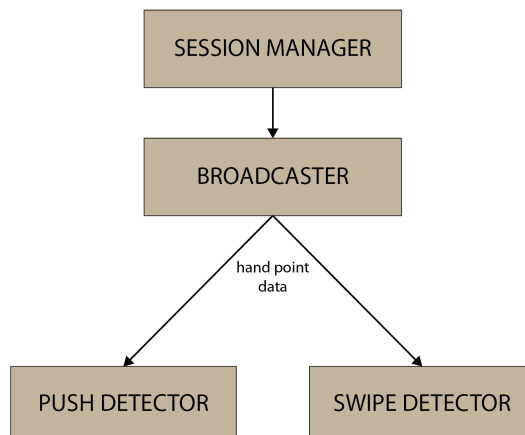 SESSION MANAGER
BROADCASTER
hand point
data
PUSH DETECTOR
SWIPE DETECTOR